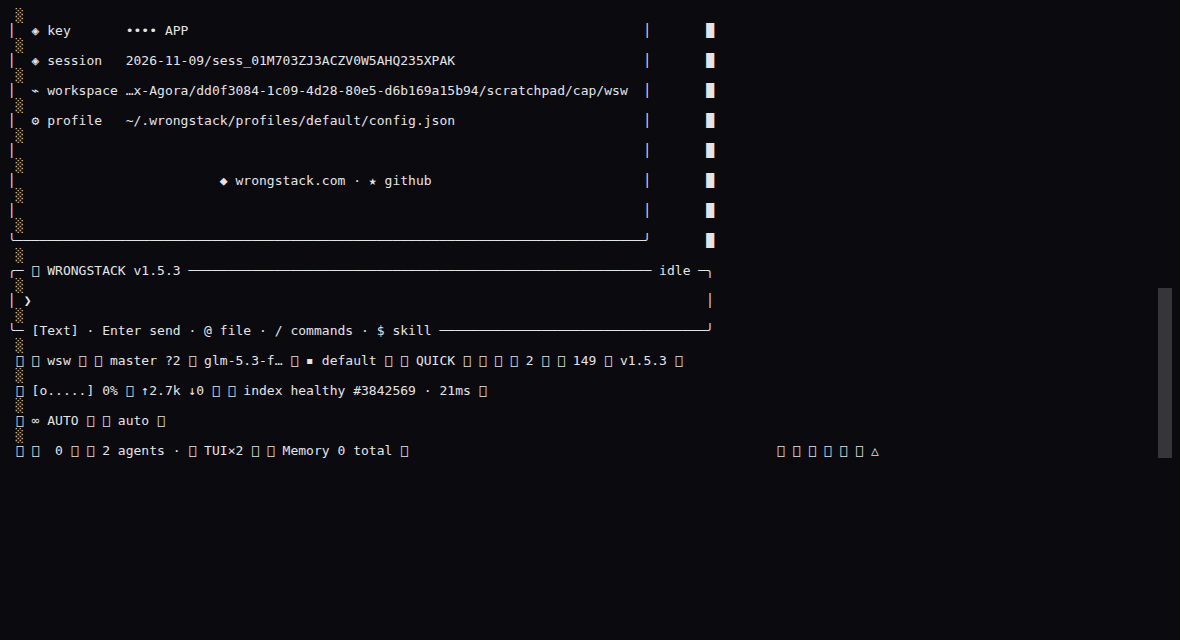 ◈ key       •••• APP
◈ session   2026-11-09/sess_01M703ZJ3ACZV0W5AHQ235XPAK
⌁ workspace …x-Agora/dd0f3084-1c09-4d28-80e5-d6b169a15b94/scratchpad/cap/wsw
⚙ profile   ~/.wrongstack/profiles/default/config.json
◆ wrongstack.com · ★ github
WRONGSTACK v1.5.3 idle
❯
[Text] · Enter send · @ file · / commands · $ skill
wsw master ?2 glm-5.3-f… ▪ default QUICK 2 149 v1.5.3
[o.....] 0% ↑2.7k ↓0 index healthy #3842569 · 21ms
∞ AUTO auto
0 2 agents · TUI×2 Memory 0 total △